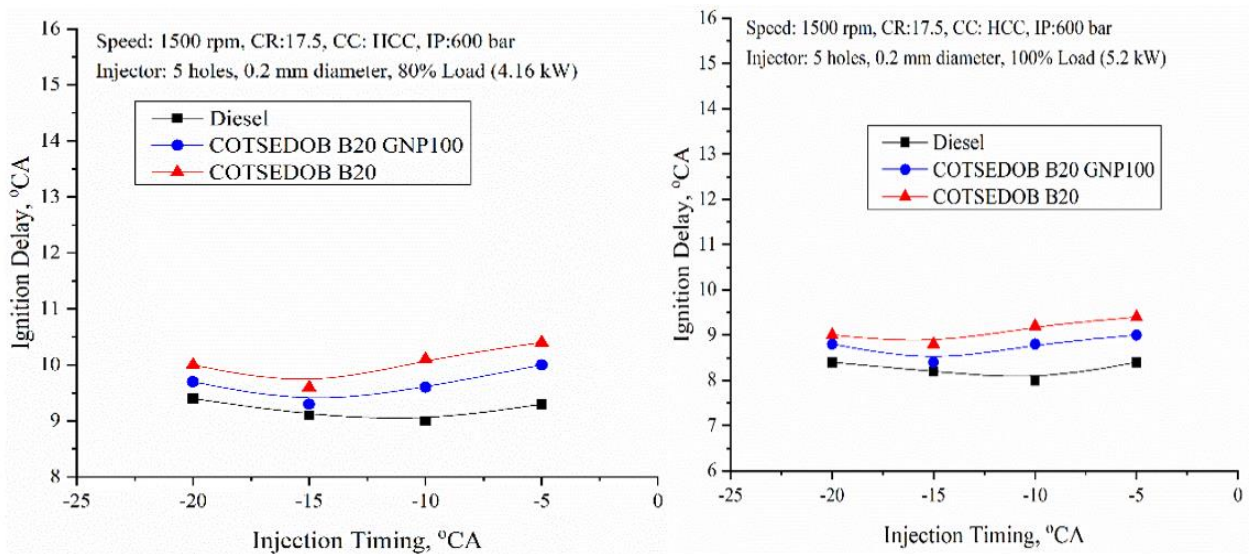 Speed: 1500 rpm, CR:17.5, CC: HCC, IP:600 bar
Injector: 5 holes, 0.2 mm diameter, 80% Load (4.16 kW)
Diesel
COTSEDOB B20 GNP100
COTSEDOB B20
Ignition Delay, °CA
16
15
14
13
12
11
10
9
8
-25
-20
-15
-10
-5
0
Injection Timing, °CA
Speed: 1500 rpm, CR:17.5, CC: HCC, IP:600 bar
Injector: 5 holes, 0.2 mm diameter, 100% Load (5.2 kW)
Diesel
COTSEDOB B20 GNP100
COTSEDOB B20
Ignition Delay, °CA
16
15
14
13
12
11
10
9
8
7
6
-25
-20
-15
-10
-5
0
Injection Timing, °CA